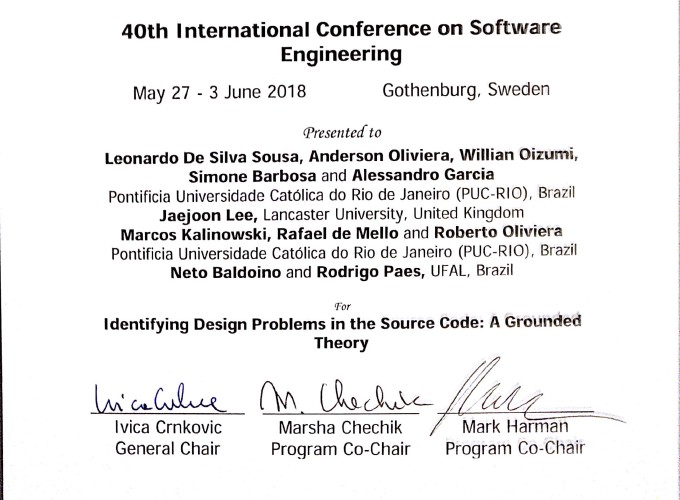 40th International Conference on Software
Engineering
May 27 - 3 June 2018 Gothenburg, Sweden
Presented to
Leonardo De Silva Sousa, Anderson Oliviera, Willian Oizumi,
Simone Barbosa and Alessandro Garcia
Pontificia Universidade Católica do Rio de Janeiro (PUC-RIO), Brazil
Jaejoon Lee, Lancaster University, United Kingdom
Marcos Kalinowski, Rafael de Mello and Roberto Oliviera
Pontificia Universidade Católica do Rio de Janeiro (PUC-RIO), Brazil
Neto Baldoino and Rodrigo Paes, UFAL, Brazil
For
Identifying Design Problems in the Source Code: A Grounded
Theory
M. Chechik
Ivica Crnkovic Marsha Chechik Mark Harman
General Chair Program Co-Chair Program Co-Chair